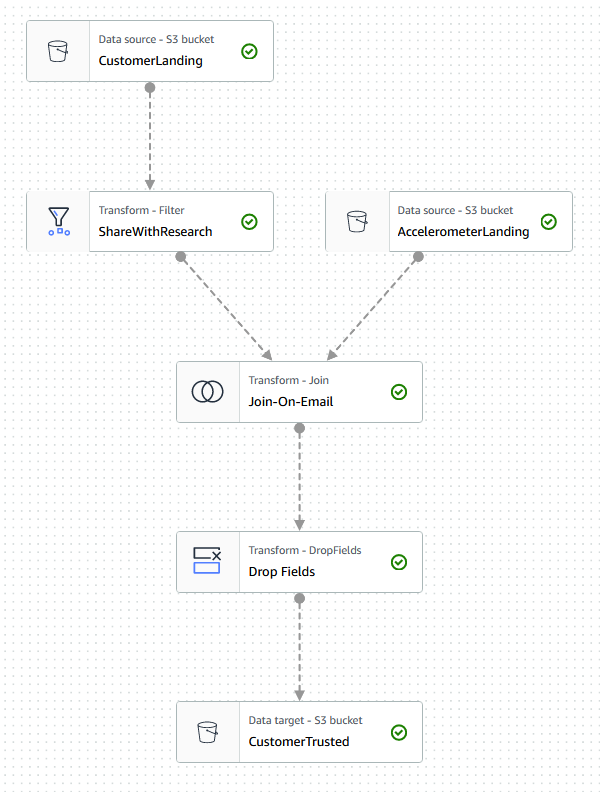 Data source - S3 bucket
CustomerLanding
Transform - Filter
ShareWithResearch
Data source - S3 bucket
AccelerometerLanding
Transform - Join
Join-On-Email
Transform - DropFields
Drop Fields
Data target - S3 bucket
CustomerTrusted